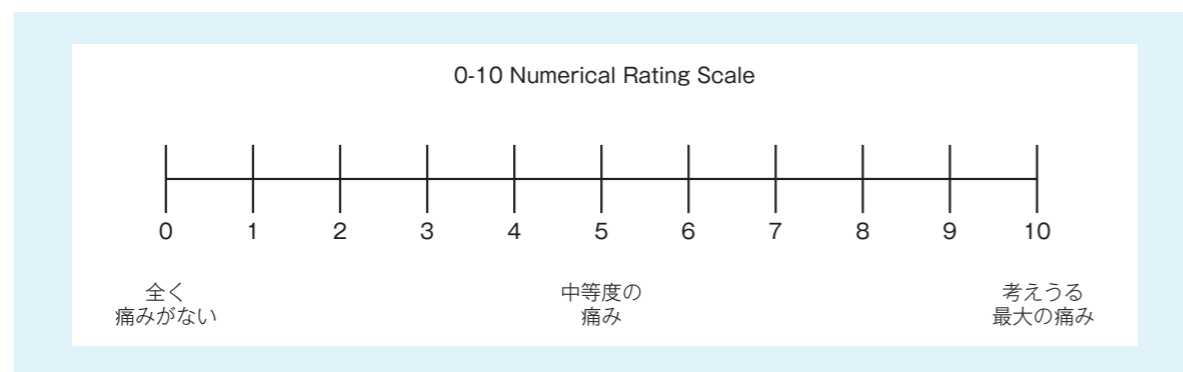 0-10 Numerical Rating Scale
0 1 2 3 4 5 6 7 8 9 10
全く
痛みがない
中等度の
痛み
考えうる
最大の痛み